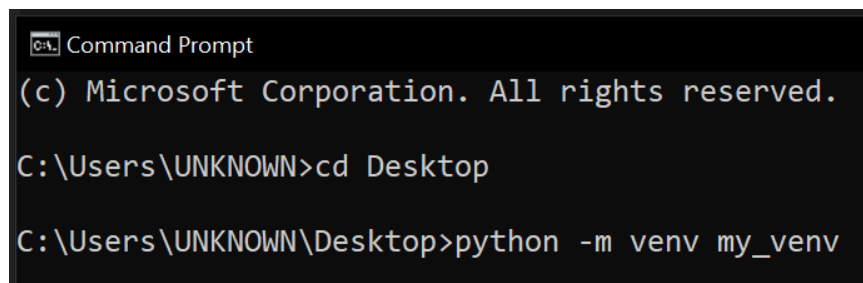 Command Prompt
(c) Microsoft Corporation. All rights reserved.
C:\Users\UNKNOWN>cd Desktop
C:\Users\UNKNOWN\Desktop>python -m venv my_venv